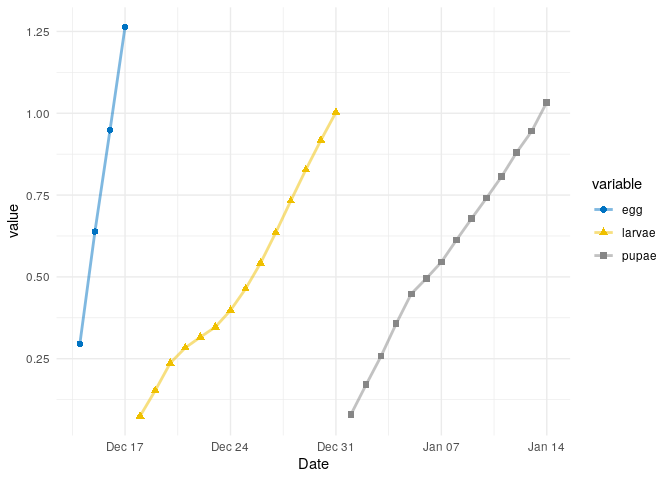 1.25
1.00
0.75
0.50
0.25
value
Dec 17 Dec 24 Dec 31 Jan 07 Jan 14
Date
variable
egg
larvae
pupae